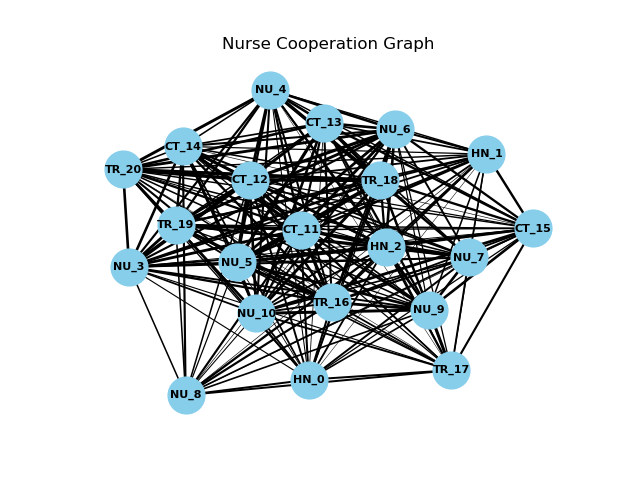 Nurse Cooperation Graph
NU_4
CT_13
NU_6
CT_14
HN_1
TR_20
CT_12
TR_18
TR_19
CT_15
CT_11
HN_2
NU_7
NU_5
NU_3
TR_16
NU_9
NU_10
TR_17
HN_0
NU_8